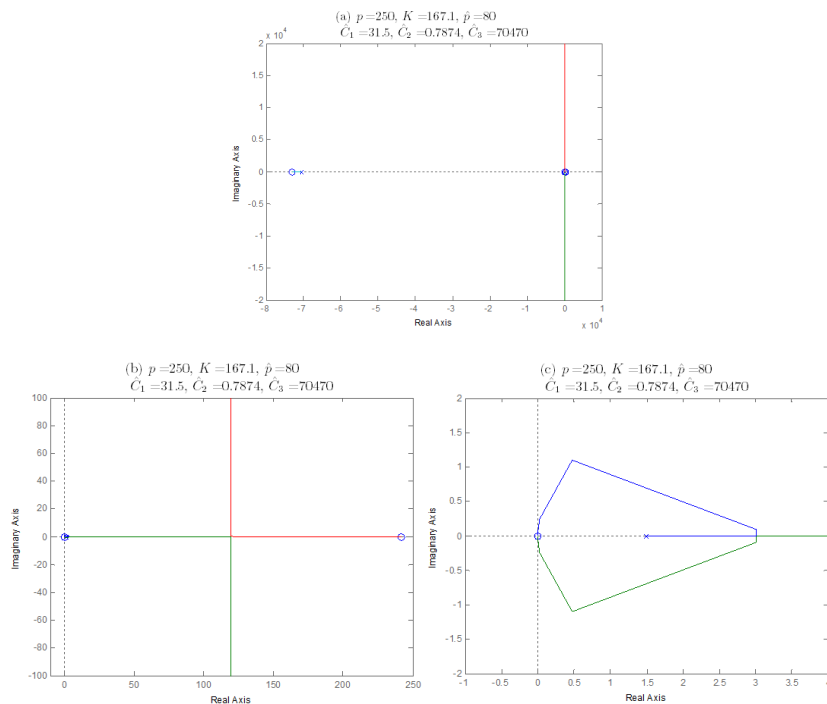 (a) p =250, K =167.1, p̂ =80
Ĉ₁ =31.5, Ĉ₂ =0.7874, Ĉ₃ =70470
x 10⁴
2
1.5
1
0.5
0
-0.5
-1
-1.5
-2
Imaginary Axis
-8 -7 -6 -5 -4 -3 -2 -1 0 1
Real Axis
x 10⁴
(b) p =250, K =167.1, p̂ =80
Ĉ₁ =31.5, Ĉ₂ =0.7874, Ĉ₃ =70470
100
80
60
40
20
0
-20
-40
-60
-80
-100
Imaginary Axis
0 50 100 150 200 250
Real Axis
(c) p =250, K =167.1, p̂ =80
Ĉ₁ =31.5, Ĉ₂ =0.7874, Ĉ₃ =70470
2
1.5
1
0.5
0
-0.5
-1
-1.5
-2
Imaginary Axis
-1 -0.5 0 0.5 1 1.5 2 2.5 3 3.5 4
Real Axis